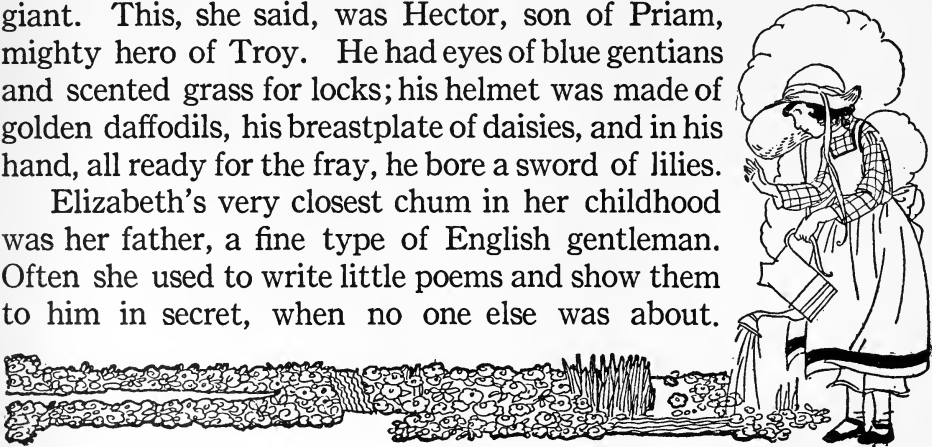 giant. This, she said, was Hector, son of Priam,
mighty hero of Troy. He had eyes of blue gentians
and scented grass for locks; his helmet was made of
golden daffodils, his breastplate of daisies, and in his
hand, all ready for the fray, he bore a sword of lilies.
Elizabeth's very closest chum in her childhood
was her father, a fine type of English gentleman.
Often she used to write little poems and show them
to him in secret, when no one else was about.